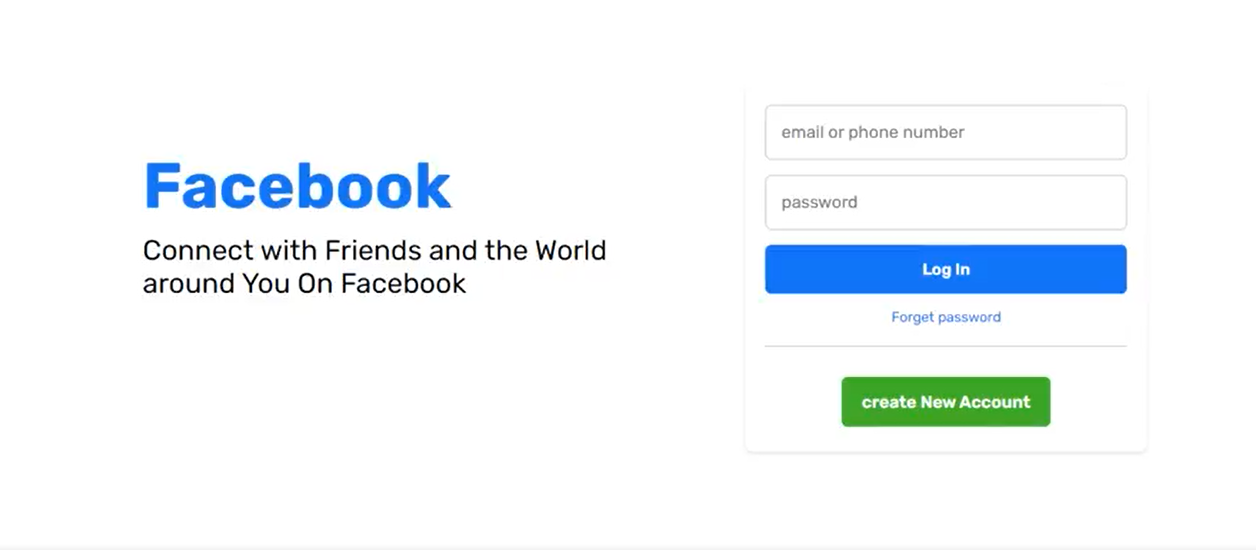 Facebook
Connect with Friends and the World
around You On Facebook
email or phone number
password
Log In
Forget password
create New Account